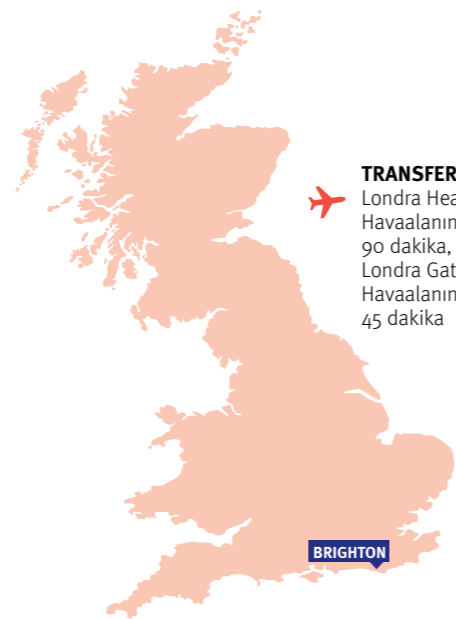 TRANSFER
Londra Hea
Havaalanın
90 dakika,
Londra Gat
Havaalanın
45 dakika
BRIGHTON